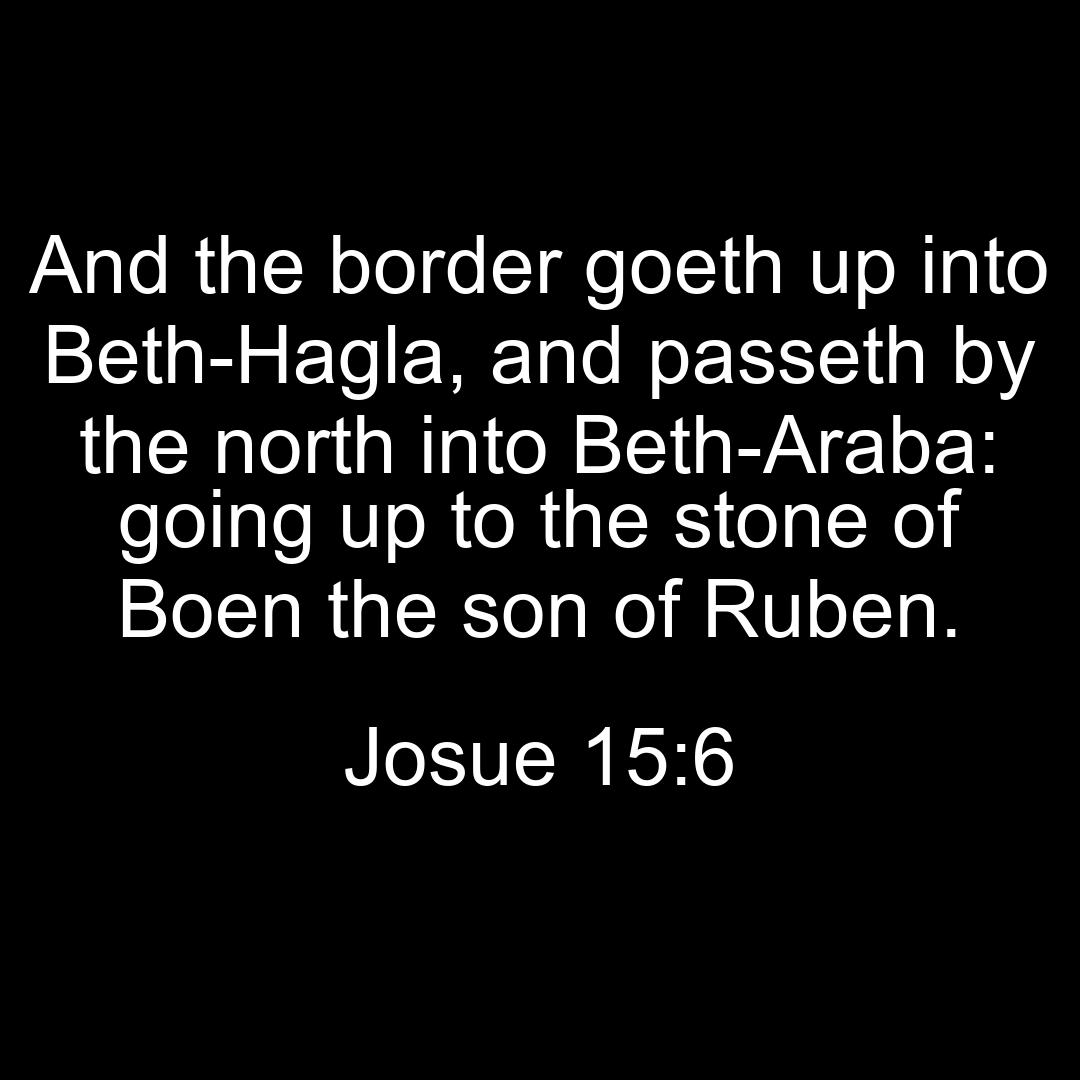 And the border goeth up into
Beth-Hagla, and passeth by
the north into Beth-Araba:
going up to the stone of
Boen the son of Ruben.
Josue 15:6